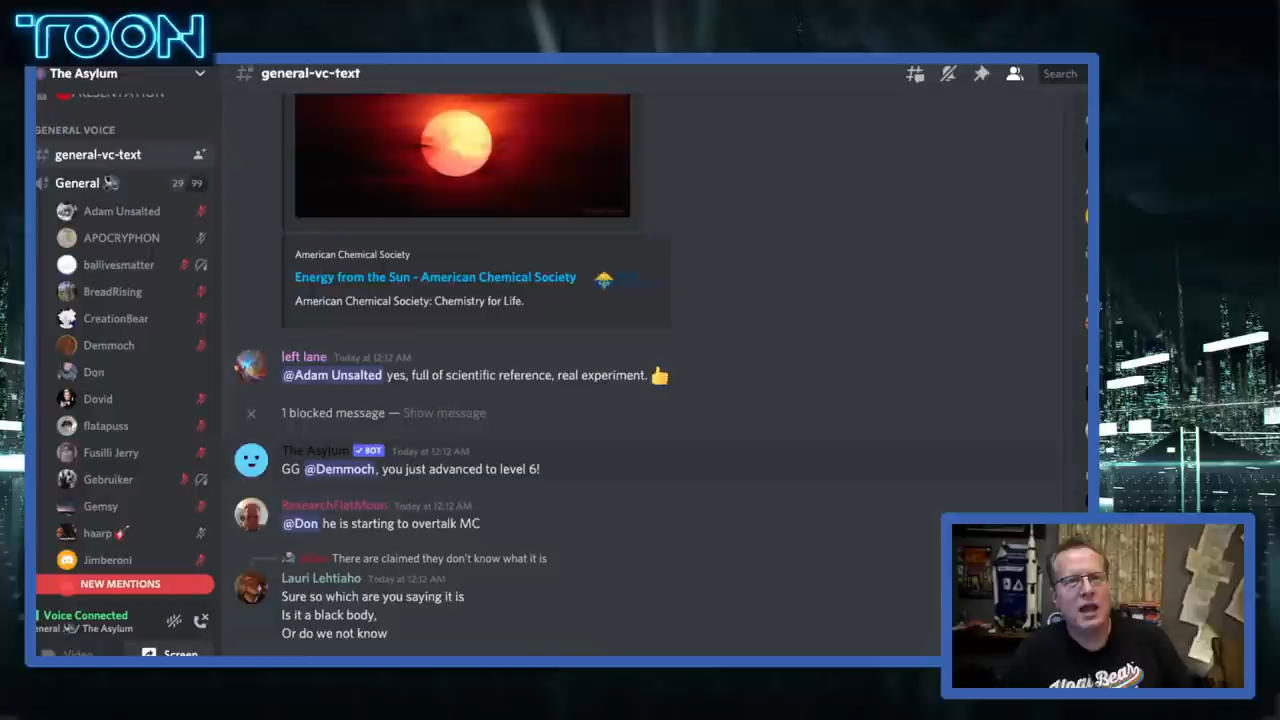 TOON
The Asylum
general-vc-text
Search
PRESENTATION
GENERAL VOICE
general-vc-text
General
29 99
Adam Unsalted
APOCRYPHON
ballivesmatter
BreadRising
CreationBear
Demmoch
Don
Dovid
flatapuss
Fusilli Jerry
Gebruiker
Gemsy
haarp
Jimberoni
NEW MENTIONS
Voice Connected
eneral / The Asylum
Video
Screen
American Chemical Society
Energy from the Sun - American Chemical Society
American Chemical Society: Chemistry for Life.
left lane Today at 12:12 AM
@Adam Unsalted yes, full of scientific reference, real experiment.
1 blocked message — Show message
The Asylum BOT Today at 12:12 AM
GG @Demmoch, you just advanced to level 6!
ResearchFlatMoon Today at 12:12 AM
@Don he is starting to overtalk MC
There are claimed they don't know what it is
Lauri Lehtiaho Today at 12:12 AM
Sure so which are you saying it is
Is it a black body,
Or do we not know
Bear